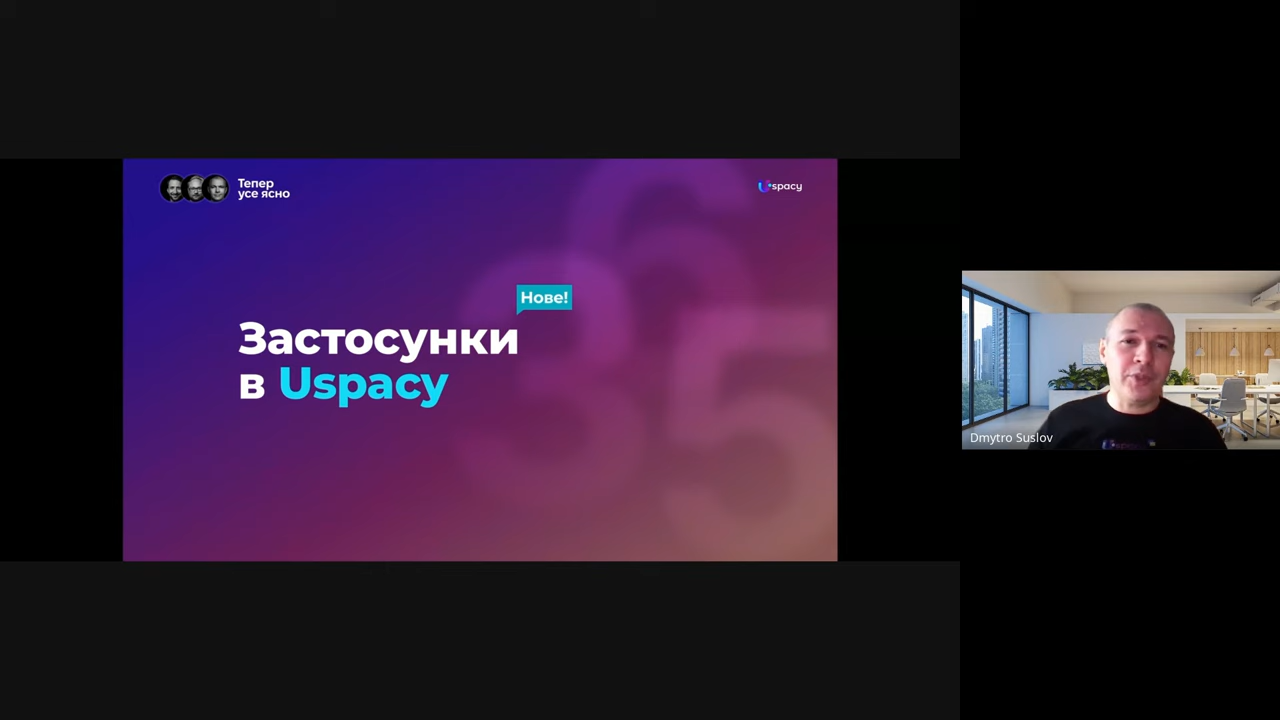 Тепер
усе ясно
Uspacy
Нове!
Застосунки
в Uspacy
Dmytro Suslov